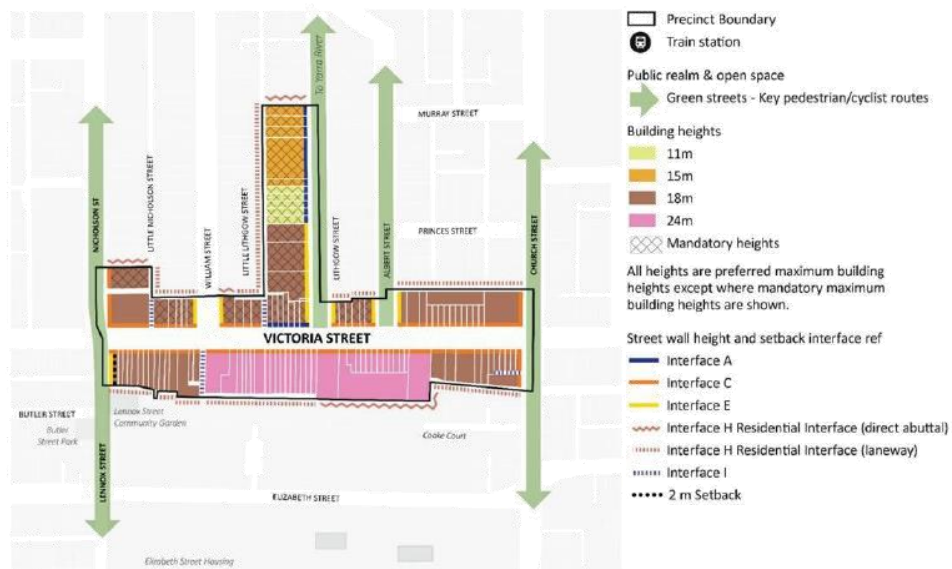 Precinct Boundary
Train station
Public realm & open space
Green streets - Key pedestrian/cyclist routes
Building heights
11m
15m
18m
24m
Mandatory heights
All heights are preferred maximum building
heights except where mandatory maximum
building heights are shown.
Street wall height and setback interface ref
Interface A
Interface C
Interface E
Interface H Residential Interface (direct abuttal)
Interface H Residential Interface (laneway)
Interface I
2 m Setback
To Yarra River
MURRAY STREET
NICHOLSON ST
LITTLE NICHOLSON STREET
WILLIAM STREET
LITTLE LITHGOW STREET
LITHGOW STREET
ALBERT STREET
PRINCES STREET
CHURCH STREET
VICTORIA STREET
BUTLER STREET
Butler
Street Park
Lennox Street
Community Garden
Cooke Court
LENNOX STREET
ELIZABETH STREET
Elizabeth Street Housing